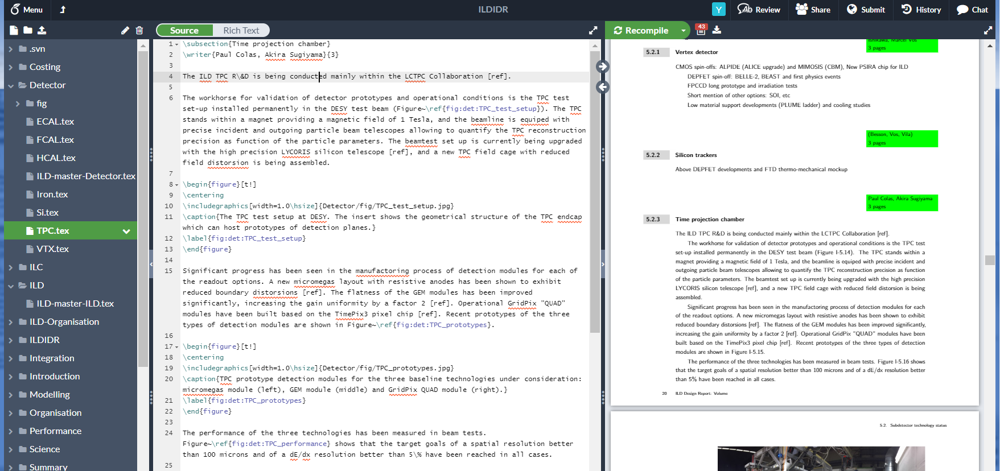 Menu
ILDIDR
Y
Review
Share
Submit
History
Chat
Source
Rich Text
Recompile
43
.svn
Costing
Detector
fig
ECAL.tex
FCAL.tex
HCAL.tex
ILD-master-Detector.tex
Iron.tex
Si.tex
TPC.tex
VTX.tex
ILC
ILD
ILD-master-ILD.tex
ILD-Organisation
ILDIDR
Integration
Introduction
Modelling
Organisation
Performance
Science
Summary
1 \subsection{Time projection chamber}
2 \writer{Paul Colas, Akira Sugiyama}{3}
3
4 The ILD TPC R\&D is being conducted mainly within the LCTPC Collaboration [ref].
5
6 The workhorse for validation of detector prototypes and operational conditions is the TPC test
set-up installed permanently in the DESY test beam (Figure~\ref{fig:det:TPC_test_setup}). The TPC
stands within a magnet providing a magnetic field of 1 Tesla, and the beamline is equiped with
precise incident and outgoing particle beam telescopes allowing to quantify the TPC reconstruction
precision as function of the particle parameters. The beamtest set up is currently being upgraded
with the high precision LYCORIS silicon telescope [ref], and a new TPC field cage with reduced
field distorsion is being assembled.
7
8 \begin{figure}[t!]
9 \centering
10 \includegraphics[width=1.0\hsize]{Detector/fig/TPC_test_setup.jpg}
11 \caption{The TPC test setup at DESY. The insert shows the geometrical structure of the TPC endcap
which can host prototypes of detection planes.}
12 \label{fig:det:TPC_test_setup}
13 \end{figure}
14
15 Significant progress has been seen in the manufactoring process of detection modules for each of
the readout options. A new micromegas layout with resistive anodes has been shown to exhibit
reduced boundary distorsions [ref]. The flatness of the GEM modules has been improved
significantly, increasing the gain uniformity by a factor 2 [ref]. Operational GridPix "QUAD"
modules have been built based on the TimePix3 pixel chip [ref]. Recent prototypes of the three
types of detection modules are shown in Figure~\ref{fig:det:TPC_prototypes}.
16
17 \begin{figure}[t!]
18 \centering
19 \includegraphics[width=1.0\hsize]{Detector/fig/TPC_prototypes.jpg}
20 \caption{TPC prototype detection modules for the three baseline technologies under consideration:
micromegas module (left), GEM module (middle) and GridPix QUAD module (right).}
21 \label{fig:det:TPC_prototypes}
22 \end{figure}
23
24 The performance of the three technologies has been measured in beam tests.
Figure~\ref{fig:det:TPC_performance} shows that the target goals of a spatial resolution better
than 100 microns and of a dE/dx resolution better than 5\% have been reached in all cases.
25
Ishikawa, Marcel Vos
3 pages
5.2.1 Vertex detector
CMOS spin-offs: ALPIDE (ALICE upgrade) and MIMOSIS (CBM), New PSIRA chip for ILD
DEPFET spin-off: BELLE-2, BEAST and first physics events
FPCCD long prototype and irradiation tests
Short mention of other options: SOI, etc
Low material support developments (PLUME ladder) and cooling studies
(Besson, Vos, Vila)
3 pages
5.2.2 Silicon trackers
Above DEPFET developments and FTD thermo-mechanical mockup
Paul Colas, Akira Sugiyama
3 pages
5.2.3 Time projection chamber
The ILD TPC R&D is being conducted mainly within the LCTPC Collaboration [ref].
The workhorse for validation of detector prototypes and operational conditions is the TPC test
set-up installed permanently in the DESY test beam (Figure I-5.14). The TPC stands within a
magnet providing a magnetic field of 1 Tesla, and the beamline is equiped with precise incident and
outgoing particle beam telescopes allowing to quantify the TPC reconstruction precision as function
of the particle parameters. The beamtest set up is currently being upgraded with the high precision
LYCORIS silicon telescope [ref], and a new TPC field cage with reduced field distorsion is being
assembled.
Significant progress has been seen in the manufactoring process of detection modules for each
of the readout options. A new micromegas layout with resistive anodes has been shown to exhibit
reduced boundary distorsions [ref]. The flatness of the GEM modules has been improved significantly,
increasing the gain uniformity by a factor 2 [ref]. Operational GridPix "QUAD" modules have been
built based on the TimePix3 pixel chip [ref]. Recent prototypes of the three types of detection
modules are shown in Figure I-5.15.
The performance of the three technologies has been measured in beam tests. Figure I-5.16 shows
that the target goals of a spatial resolution better than 100 microns and of a dE/dx resolution better
than 5% have been reached in all cases.
20 ILD Design Report: Volume
5.2. Subdetector technology status